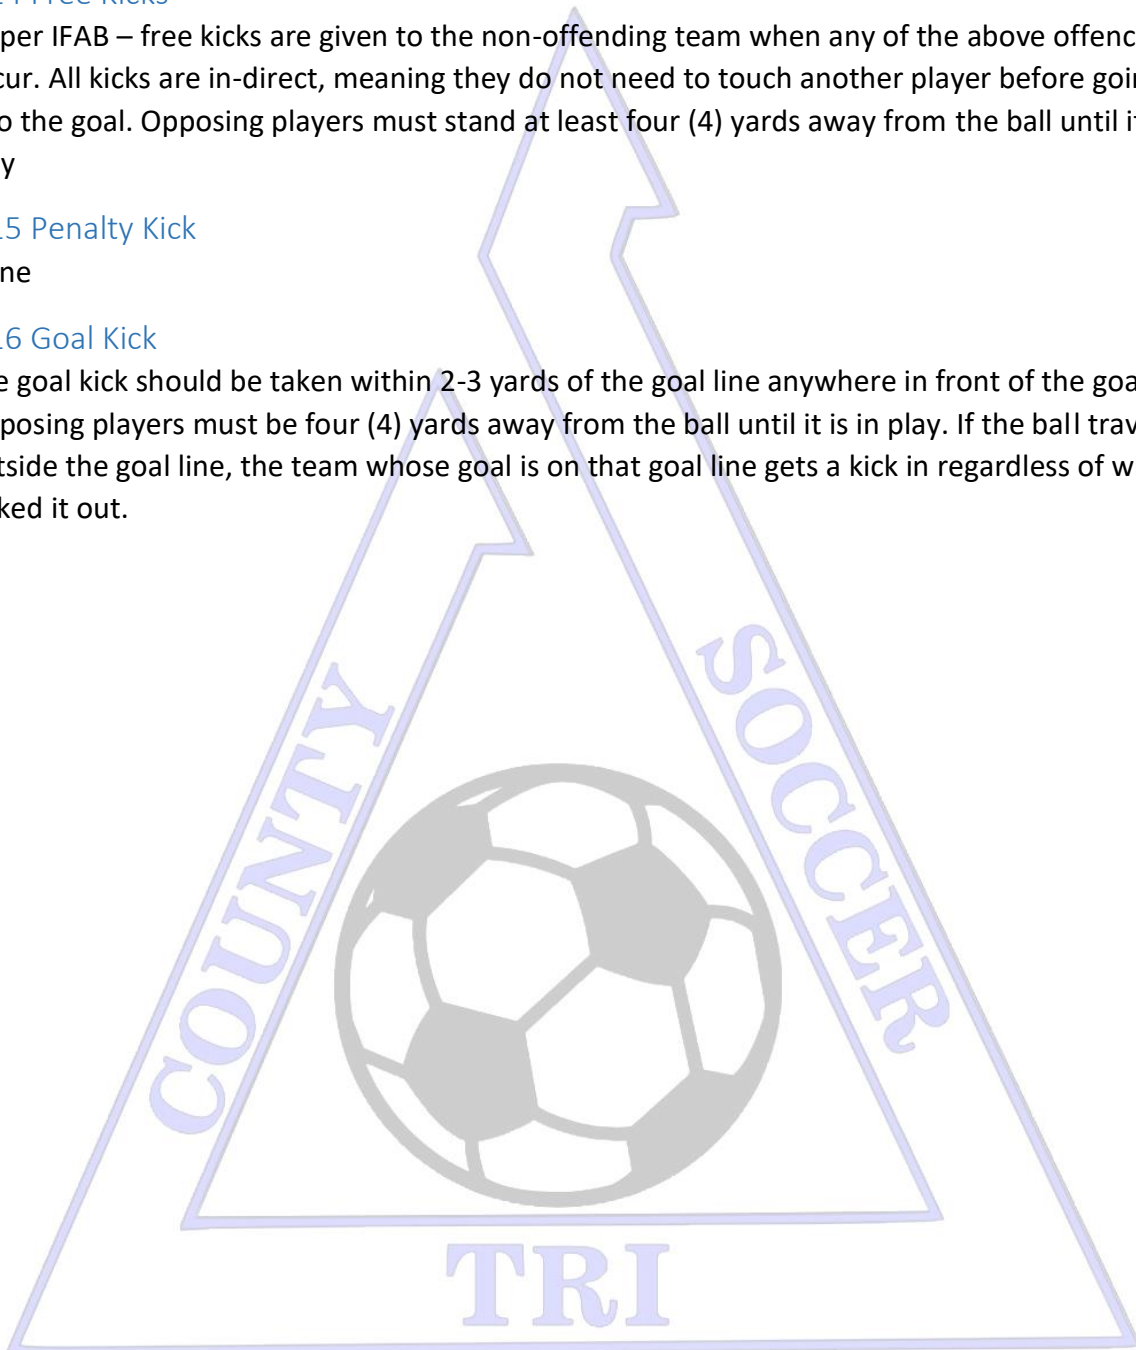 Free Kicks
per IFAB – free kicks are given to the non-offending team when any of the above offenc
cur. All kicks are in-direct, meaning they do not need to touch another player before goin
o the goal. Opposing players must stand at least four (4) yards away from the ball until it
y
15 Penalty Kick
ne
16 Goal Kick
e goal kick should be taken within 2-3 yards of the goal line anywhere in front of the goa
posing players must be four (4) yards away from the ball until it is in play. If the ball trav
tside the goal line, the team whose goal is on that goal line gets a kick in regardless of w
ked it out.
COUNTY
SOCCER
TRI